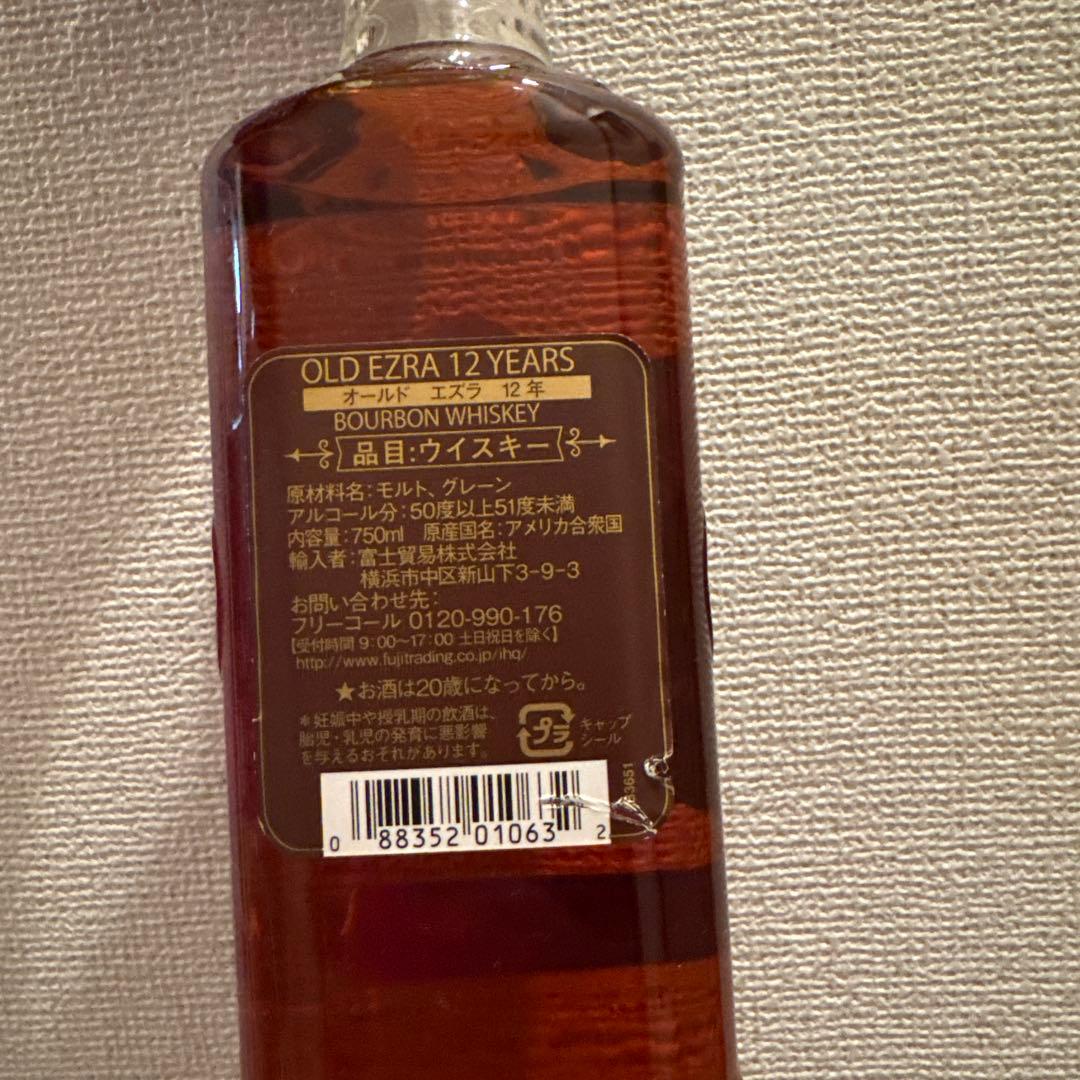 OLD EZRA 12 YEARS
オールド エズラ 12年
BOURBON WHISKEY
品目:ウイスキー
原材料名:モルト、グレーン
アルコール分:50度以上51度未満
内容量:750ml 原産国名:アメリカ合衆国
輸入者:富士貿易株式会社
横浜市中区新山下3-9-3
お問い合わせ先:
フリーコール 0120-990-176
【受付時間 9:00～17:00 土日祝日を除く】
http://www.fujitrading.co.jp/ihq/
★お酒は20歳になってから。
＊妊娠中や授乳期の飲酒は、
胎児・乳児の発育に悪影響
を与えるおそれがあります。
プラ
キャップ
シール
0 88352 01063 2